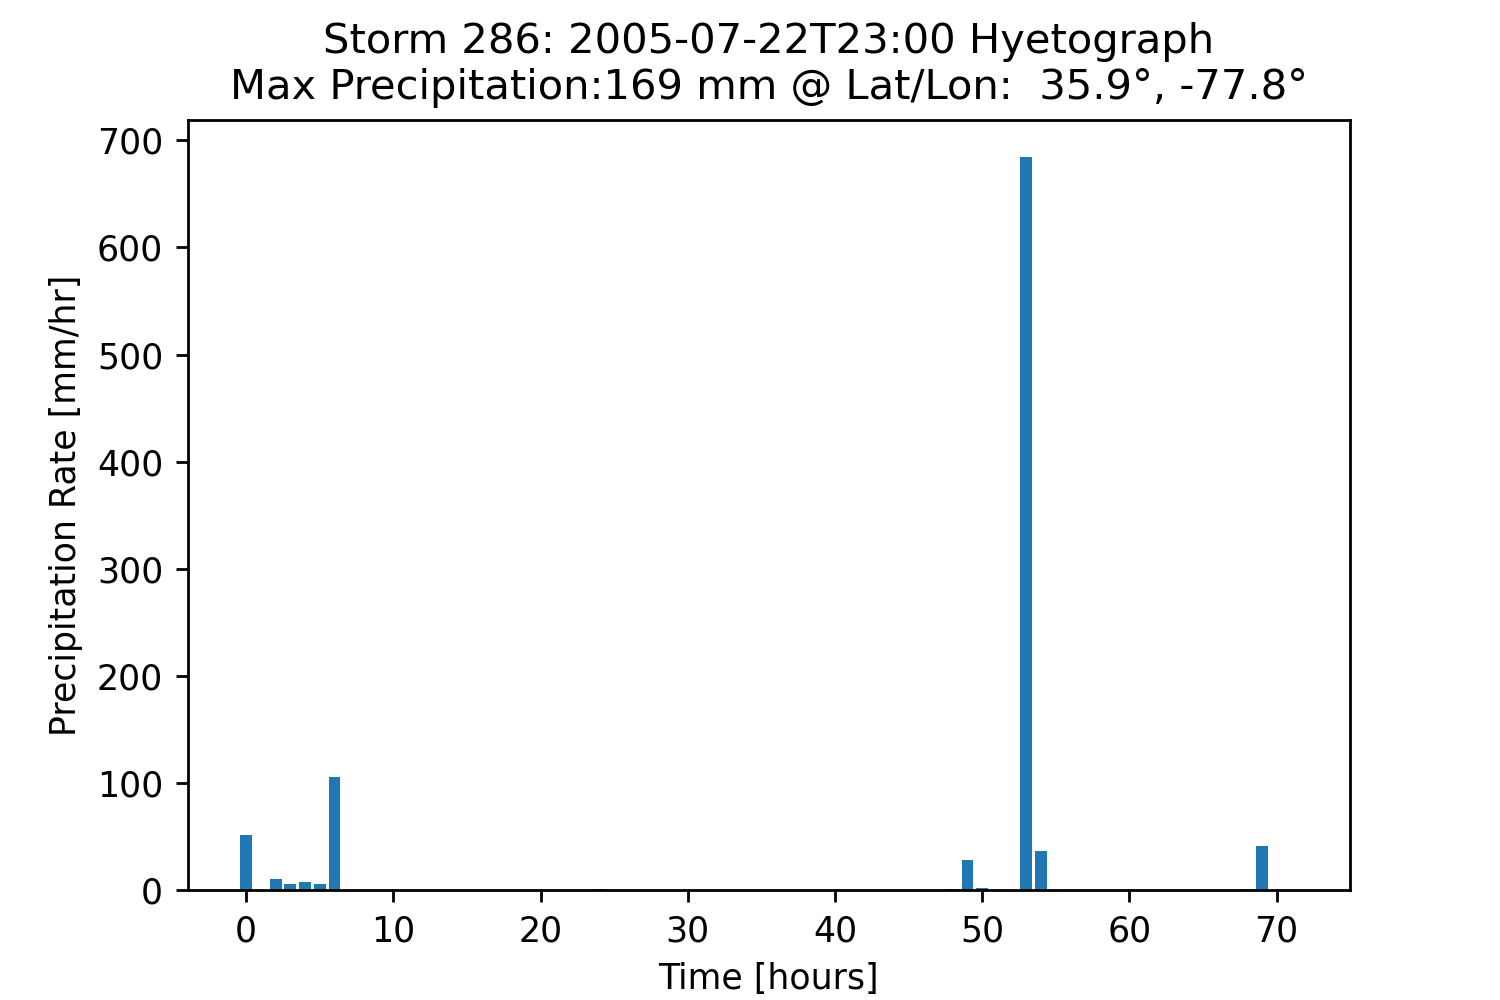 Storm 286: 2005-07-22T23:00 Hyetograph
Max Precipitation:169 mm @ Lat/Lon:  35.9°, -77.8°
700
600
500
400
300
200
100
0
Precipitation Rate [mm/hr]
0 10 20 30 40 50 60 70
Time [hours]